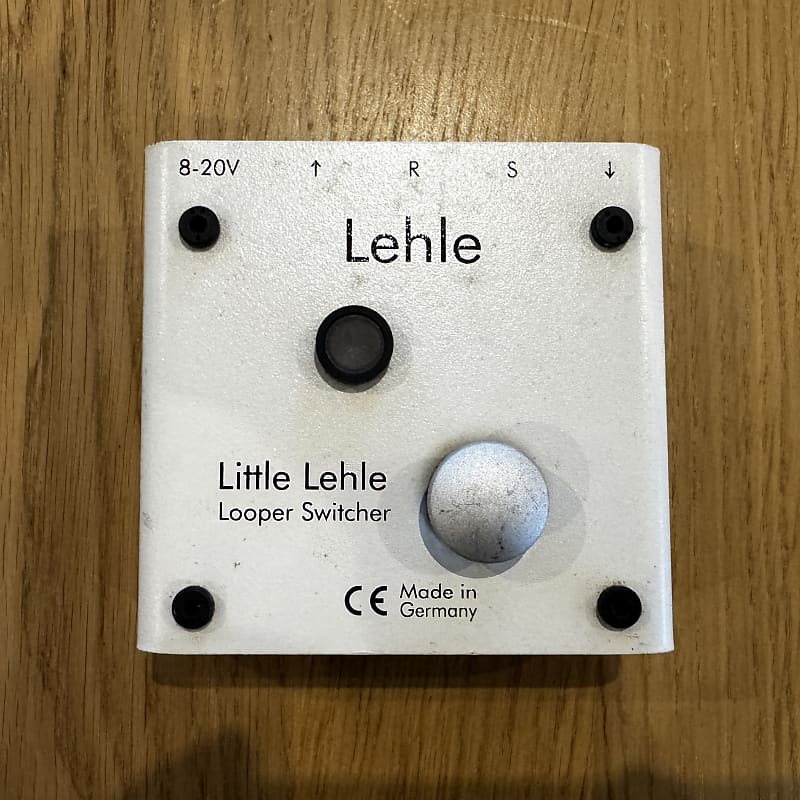 8-20V ↑ R S ↓
Lehle
Little Lehle
Looper Switcher
CE Made in
Germany